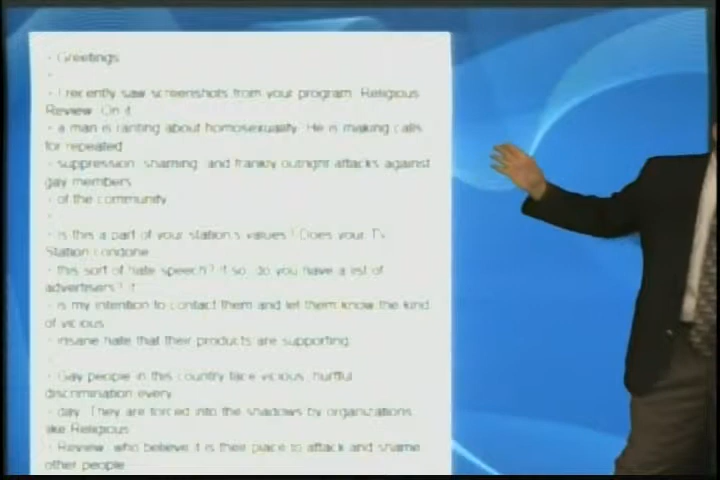 - Greetings
-
- I recently saw screenshots from your program, Religious
Review. On it
- a man is ranting about homosexuality. He is making calls
for repeated
- suppression, shaming, and frankly outright attacks against
gay members
- of the community.
-
- Is this a part of your station's values? Does your Tv
Station condone
- this sort of hate speech? If so, do you have a list of
advertisers? It
- is my intention to contact them and let them know the kind
of vicious,
- insane hate that their products are supporting.
-
- Gay people in this country face vicious, hurtful
discrimination every
- day. They are forced into the shadows by organizations
like Religious
- Review, who believe it is their place to attack and shame
other people